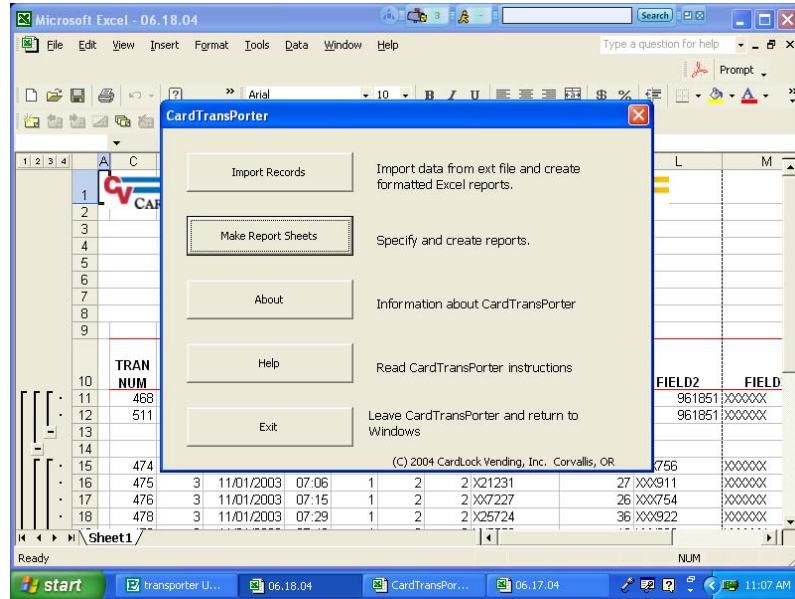 Microsoft Excel - 06.18.04
3
Search
File Edit View Insert Format Tools Data Window Help
Type a question for help
Prompt
Arial 10 B I U $ %
CardTransPorter
1 2 3 4 A C L M
Import Records
Import data from ext file and create
formatted Excel reports.
1
CV
2
3
Make Report Sheets
Specify and create reports.
4
5
6
7
About
Information about CardTransPorter
8
9
Help
Read CardTransPorter instructions
TRAN
10 NUM FIELD2 FIELD
11 468 961851 XXXXXX
12 511 961851 XXXXXX
Exit
Leave CardTransPorter and return to
Windows
13
14
(C) 2004 CardLock Vending, Inc. Corvallis, OR
15 474 XXXXXX
16 475 3 11/01/2003 07:06 1 2 2 X21231 27 XXX911 XXXXXX
17 476 3 11/01/2003 07:15 1 2 2 XX7227 26 XXX754 XXXXXX
18 478 3 11/01/2003 07:29 1 2 2 X25724 36 XXX922 XXXXXX
Sheet1
Ready NUM
start transporter U... 06.18.04 CardTransPor... 06.17.04 11:07 AM